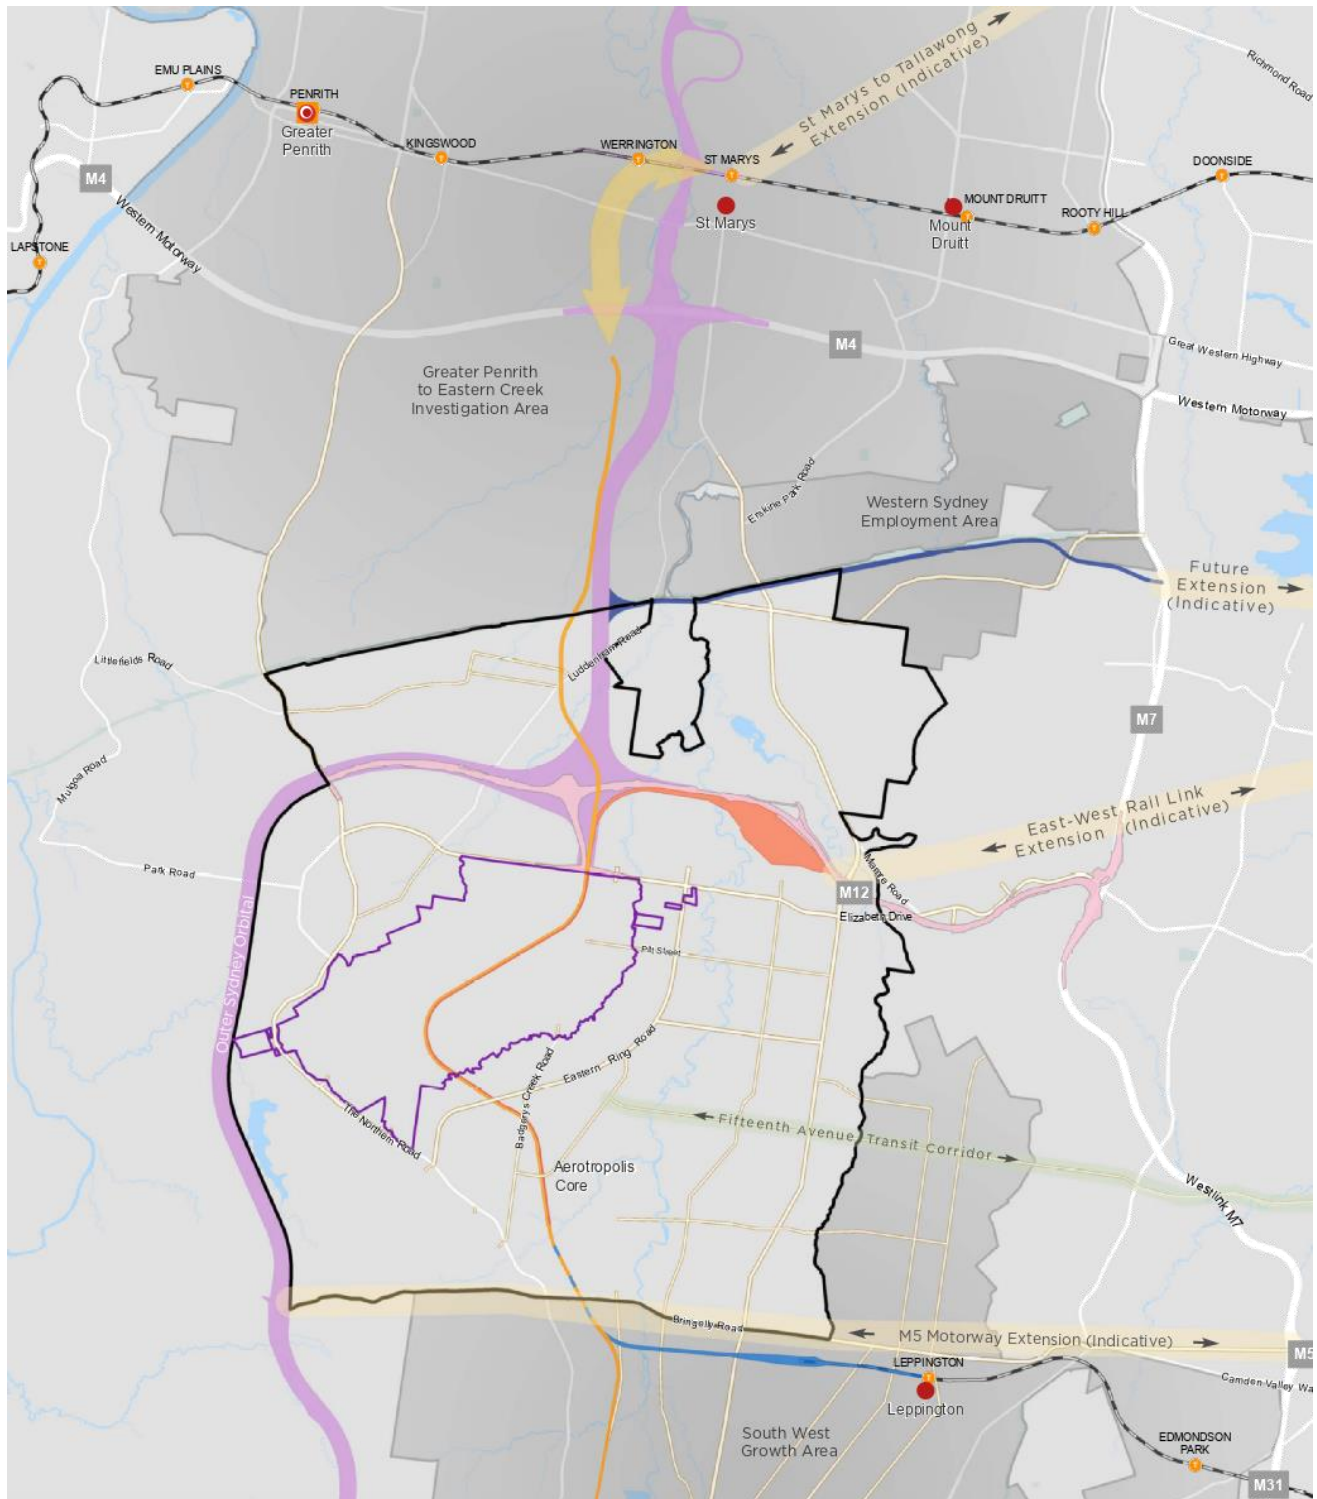 St Marys to Tallawong
Extension (Indicative)
Richmond Road
EMU PLAINS
PENRITH
Greater
Penrith
KINGSWOOD
WERRINGTON
ST MARYS
St Marys
DOONSIDE
MOUNT DRUITT
Mount
Druitt
ROOTY HILL
M4
Western Motorway
LAPSTONE
M4
Great Western Highway
Western Motorway
Greater Penrith
to Eastern Creek
Investigation Area
Erskine Park Road
Western Sydney
Employment Area
Future
Extension
(Indicative)
Luddenham Road
Littlefields Road
M7
Mulgoa Road
East-West Rail Link
Extension (Indicative)
Park Road
Mamre Road
M12
Elizabeth Drive
Outer Sydney Orbital
Pitt Street
Eastern Ring Road
Badgerys Creek Road
The Northern Road
Fifteenth Avenue Transit Corridor
Aerotropolis
Core
Westlink M7
Bringelly Road
M5 Motorway Extension (Indicative)
M5
LEPPINGTON
Leppington
Camden Valley Wa
South West
Growth Area
EDMONDSON
PARK
M31